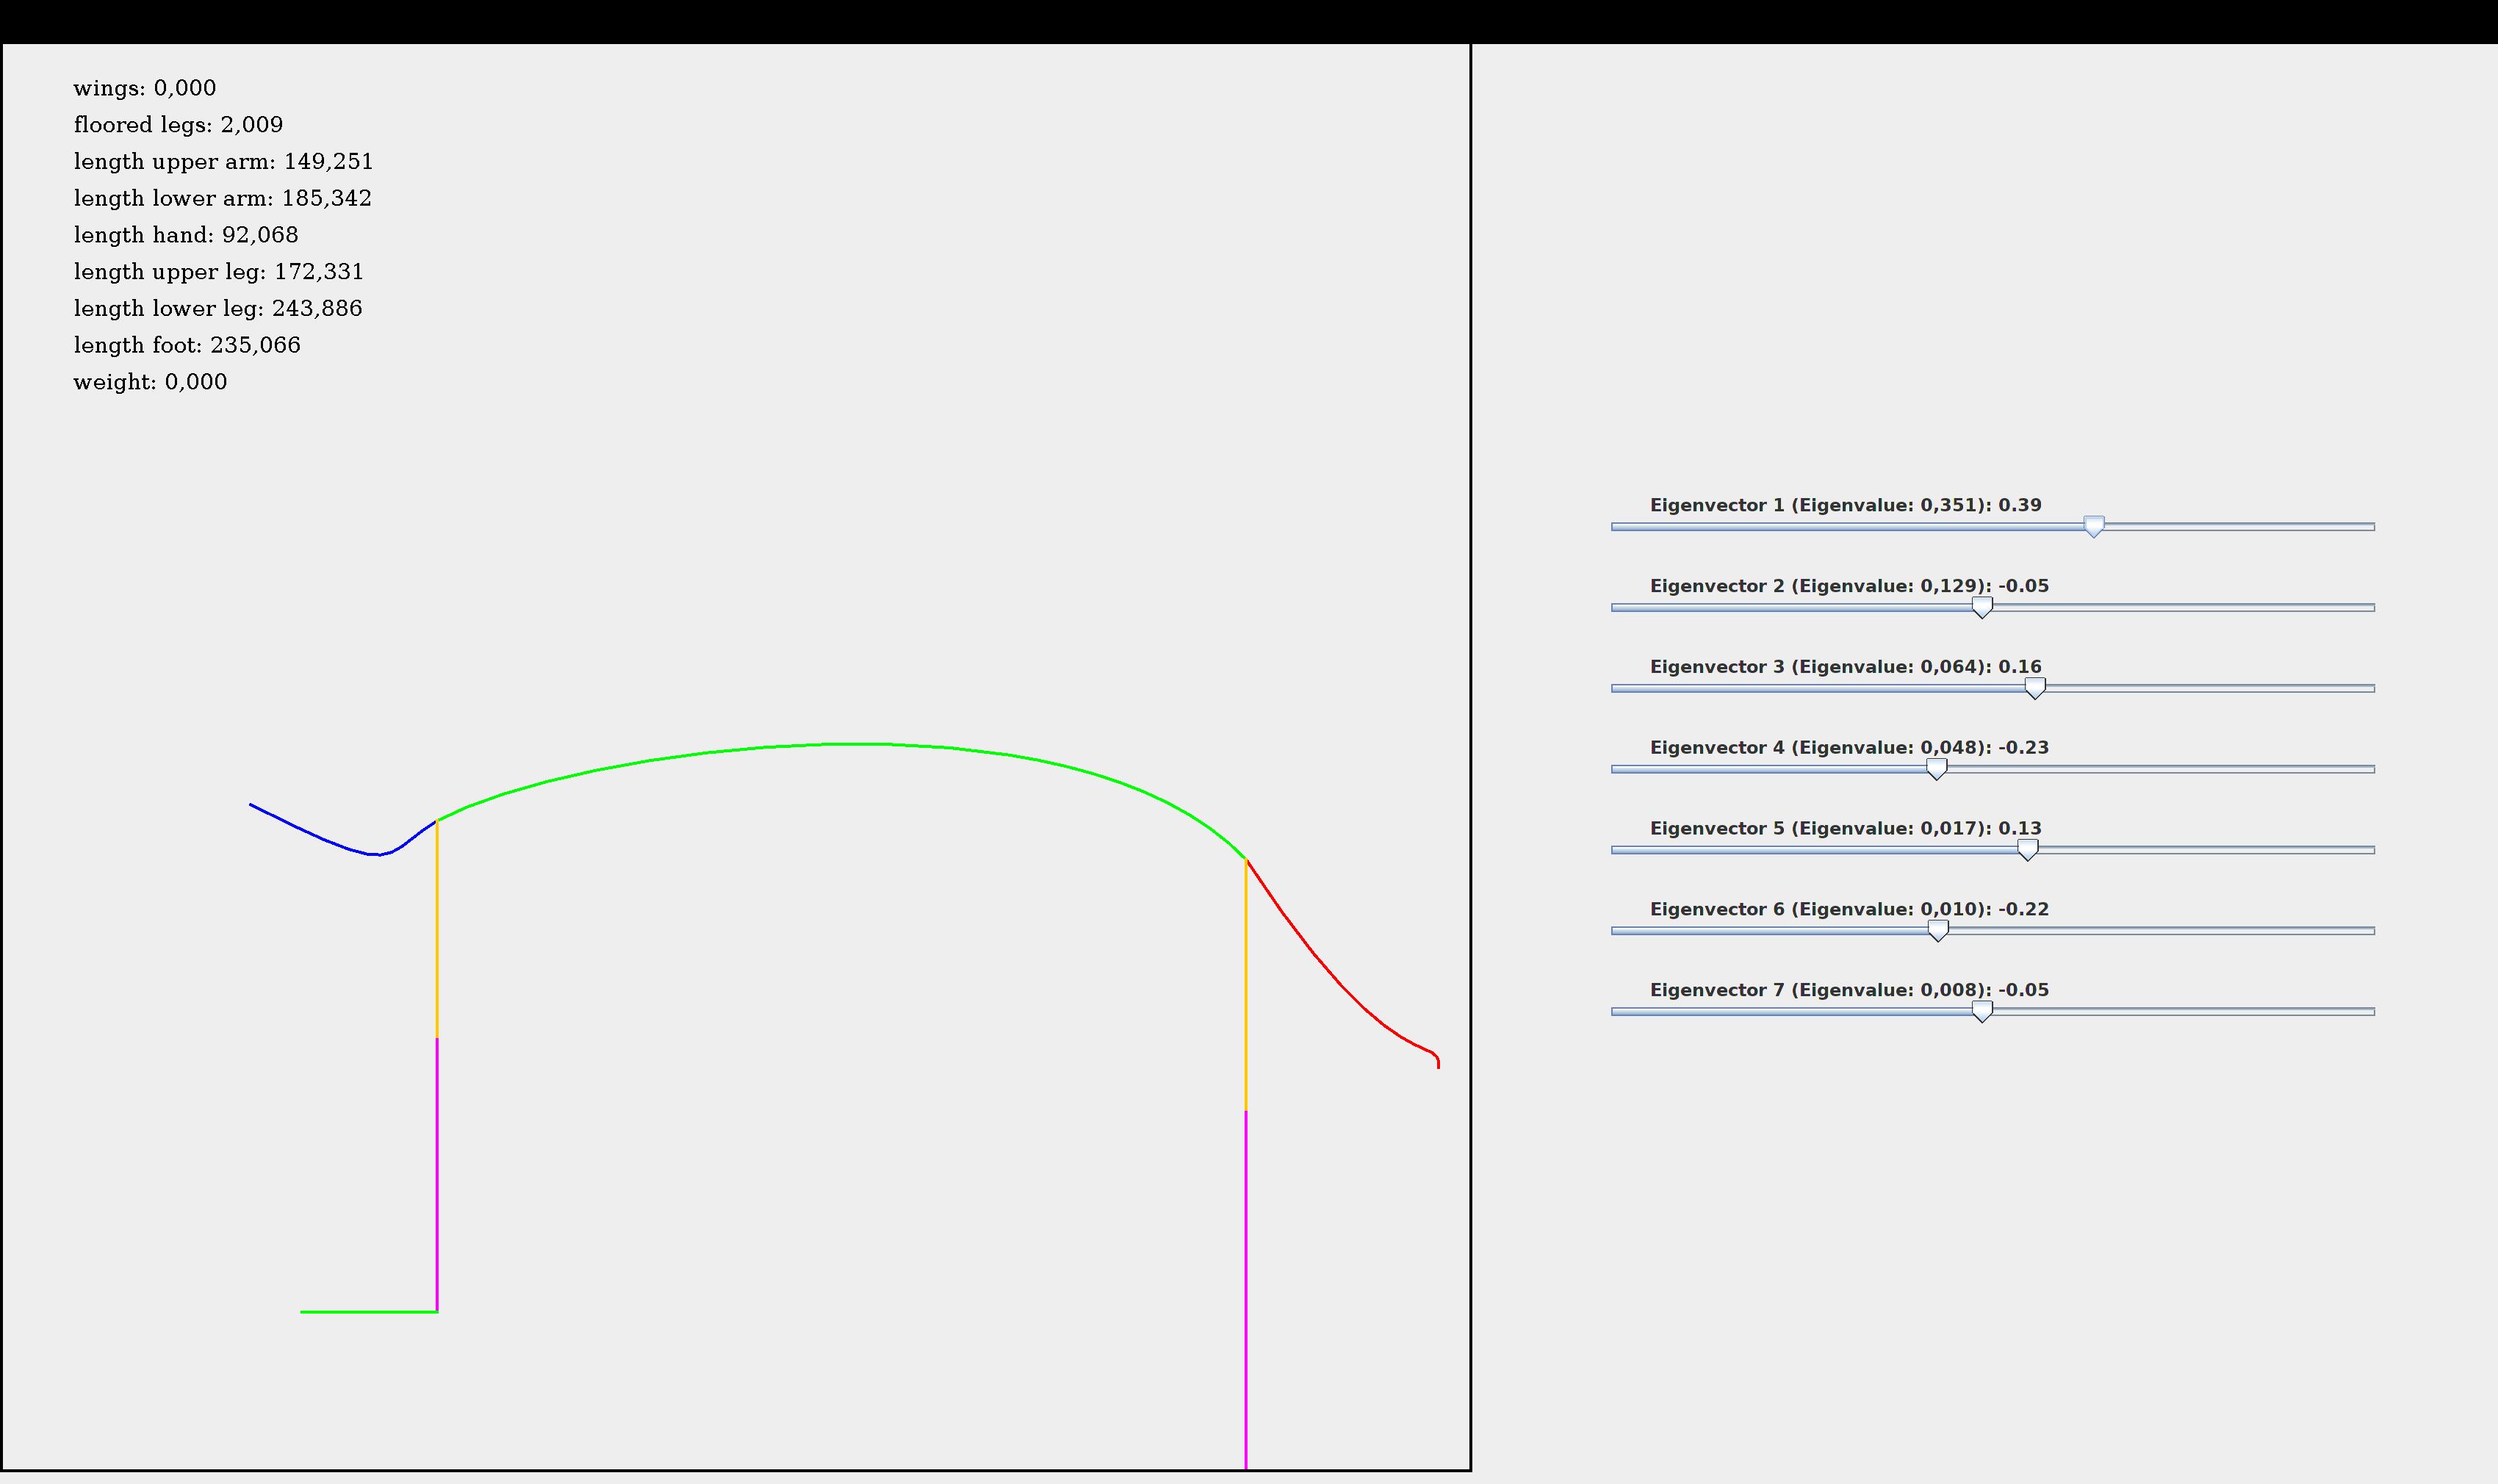 wings: 0,000
floored legs: 2,009
length upper arm: 149,251
length lower arm: 185,342
length hand: 92,068
length upper leg: 172,331
length lower leg: 243,886
length foot: 235,066
weight: 0,000
Eigenvector 1 (Eigenvalue: 0,351): 0.39
Eigenvector 2 (Eigenvalue: 0,129): -0.05
Eigenvector 3 (Eigenvalue: 0,064): 0.16
Eigenvector 4 (Eigenvalue: 0,048): -0.23
Eigenvector 5 (Eigenvalue: 0,017): 0.13
Eigenvector 6 (Eigenvalue: 0,010): -0.22
Eigenvector 7 (Eigenvalue: 0,008): -0.05